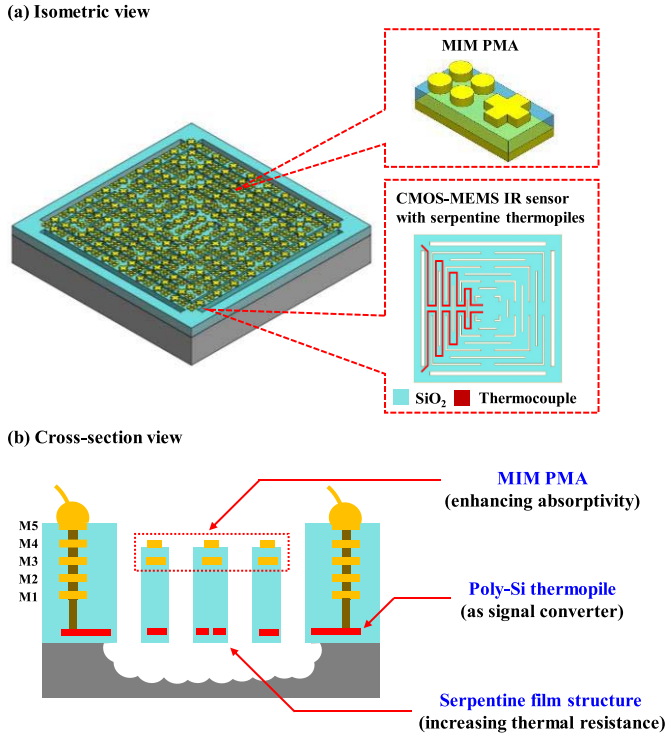 (a) Isometric view
MIM PMA
CMOS-MEMS IR sensor
with serpentine thermopiles
SiO₂ Thermocouple
(b) Cross-section view
MIM PMA
(enhancing absorptivity)
M5
M4
M3
M2
M1
Poly-Si thermopile
(as signal converter)
Serpentine film structure
(increasing thermal resistance)